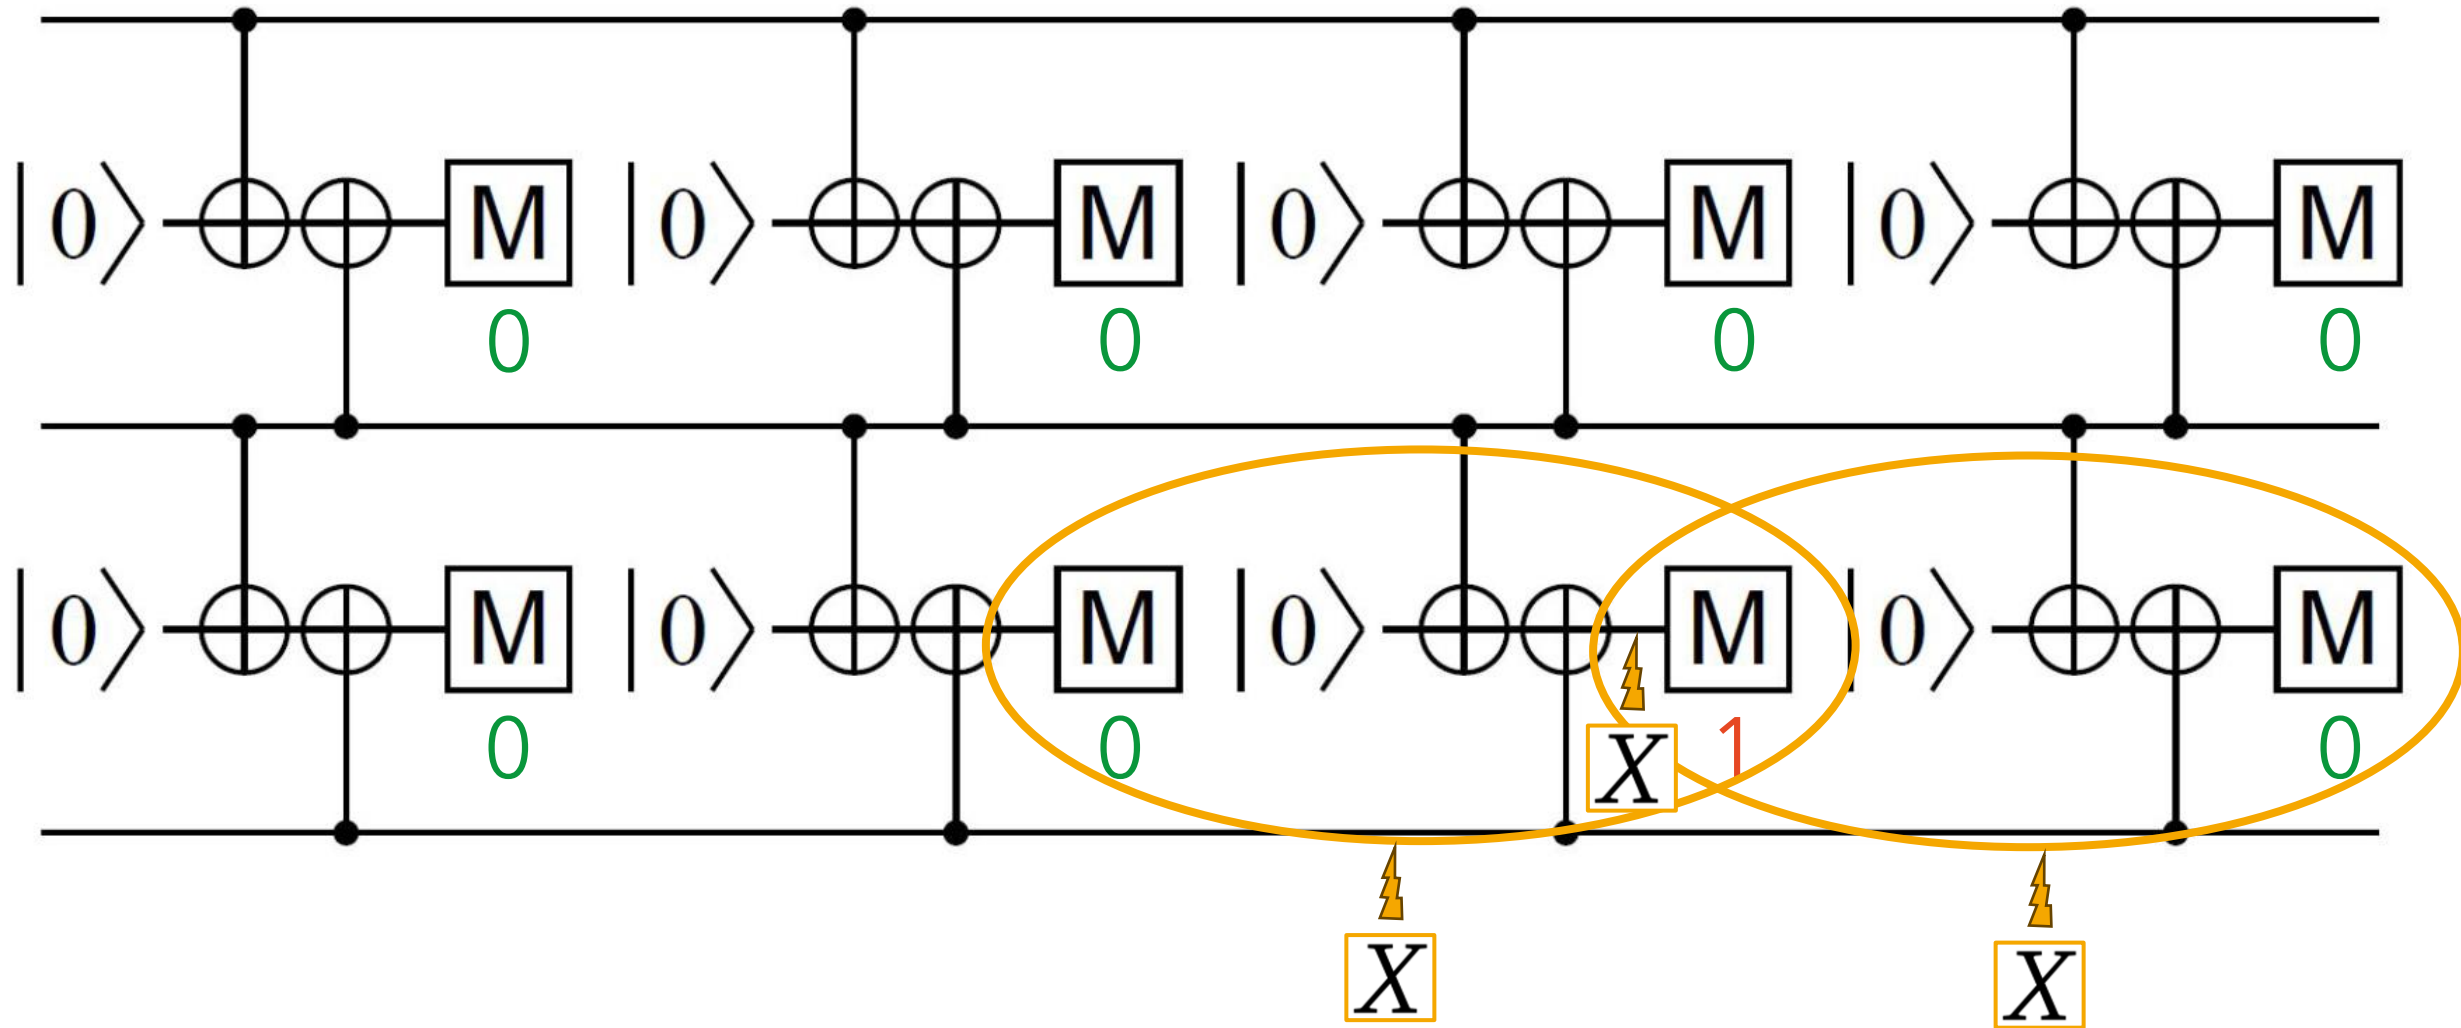 |0⟩ M |0⟩ M |0⟩ M |0⟩ M
0 0 0 0
|0⟩ M |0⟩ M |0⟩ M |0⟩ M
0 0 X 1 0
X X